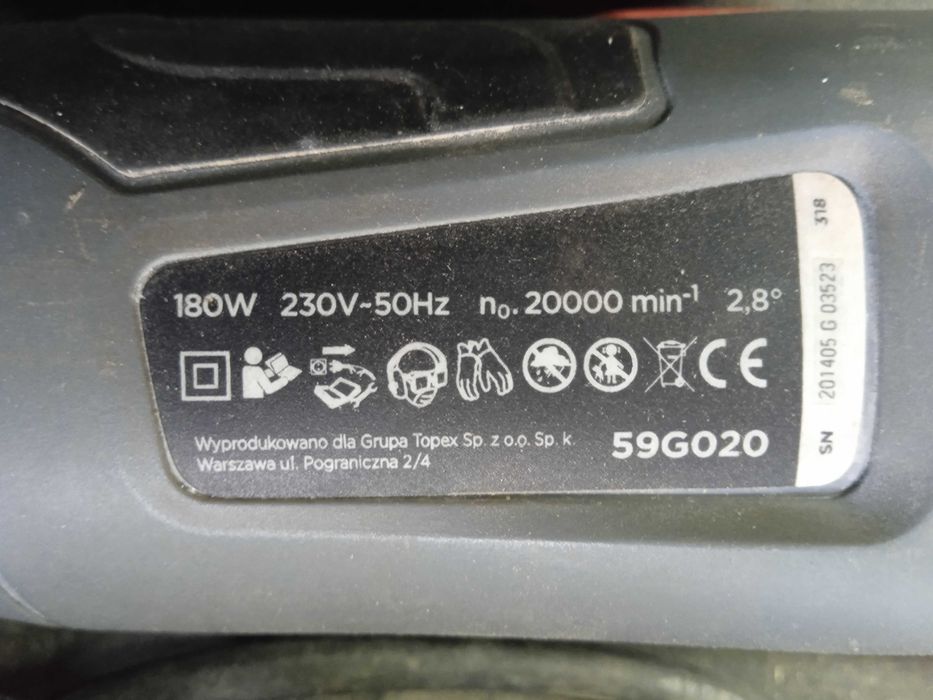 180W 230V~50Hz n₀. 20000 min⁻¹ 2,8°
CE
Wyprodukowano dla Grupa Topex Sp. z o.o. Sp. k.
Warszawa ul. Pograniczna 2/4
59G020
SN 201405 G 03523 318